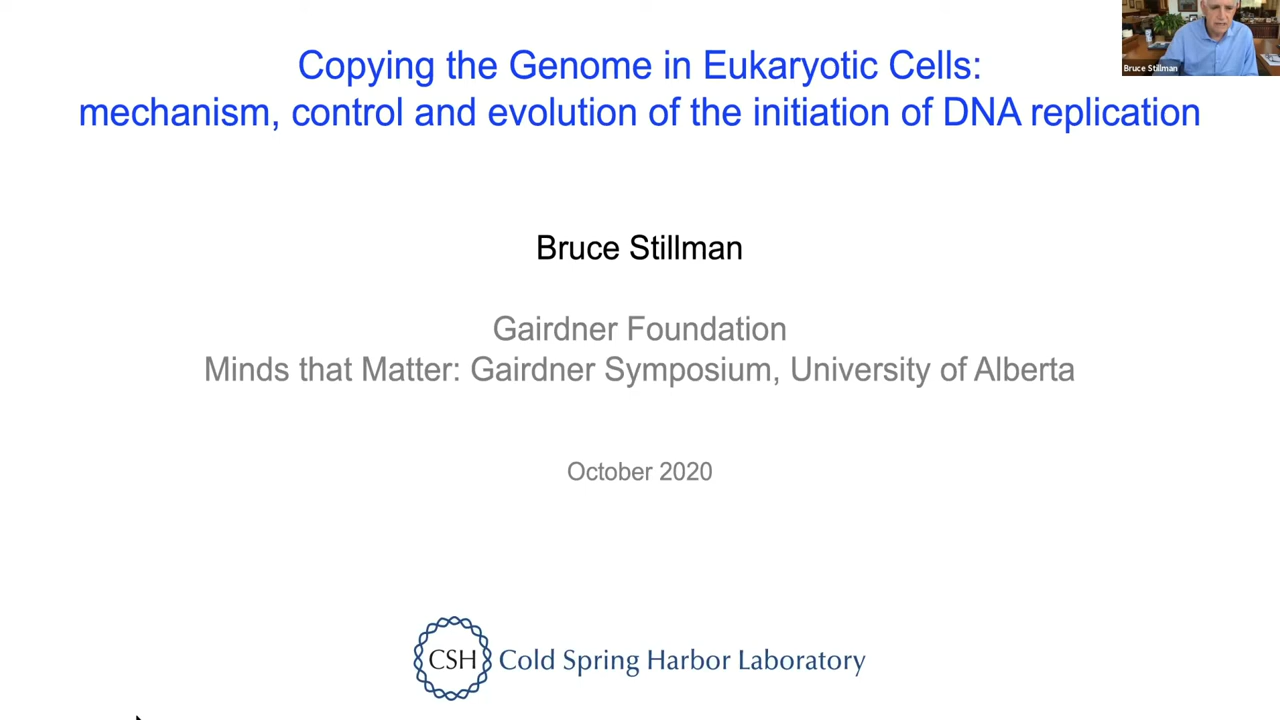 Copying the Genome in Eukaryotic Cells:
mechanism, control and evolution of the initiation of DNA replication
Bruce Stillman
Bruce Stillman
Gairdner Foundation
Minds that Matter: Gairdner Symposium, University of Alberta
October 2020
CSH Cold Spring Harbor Laboratory